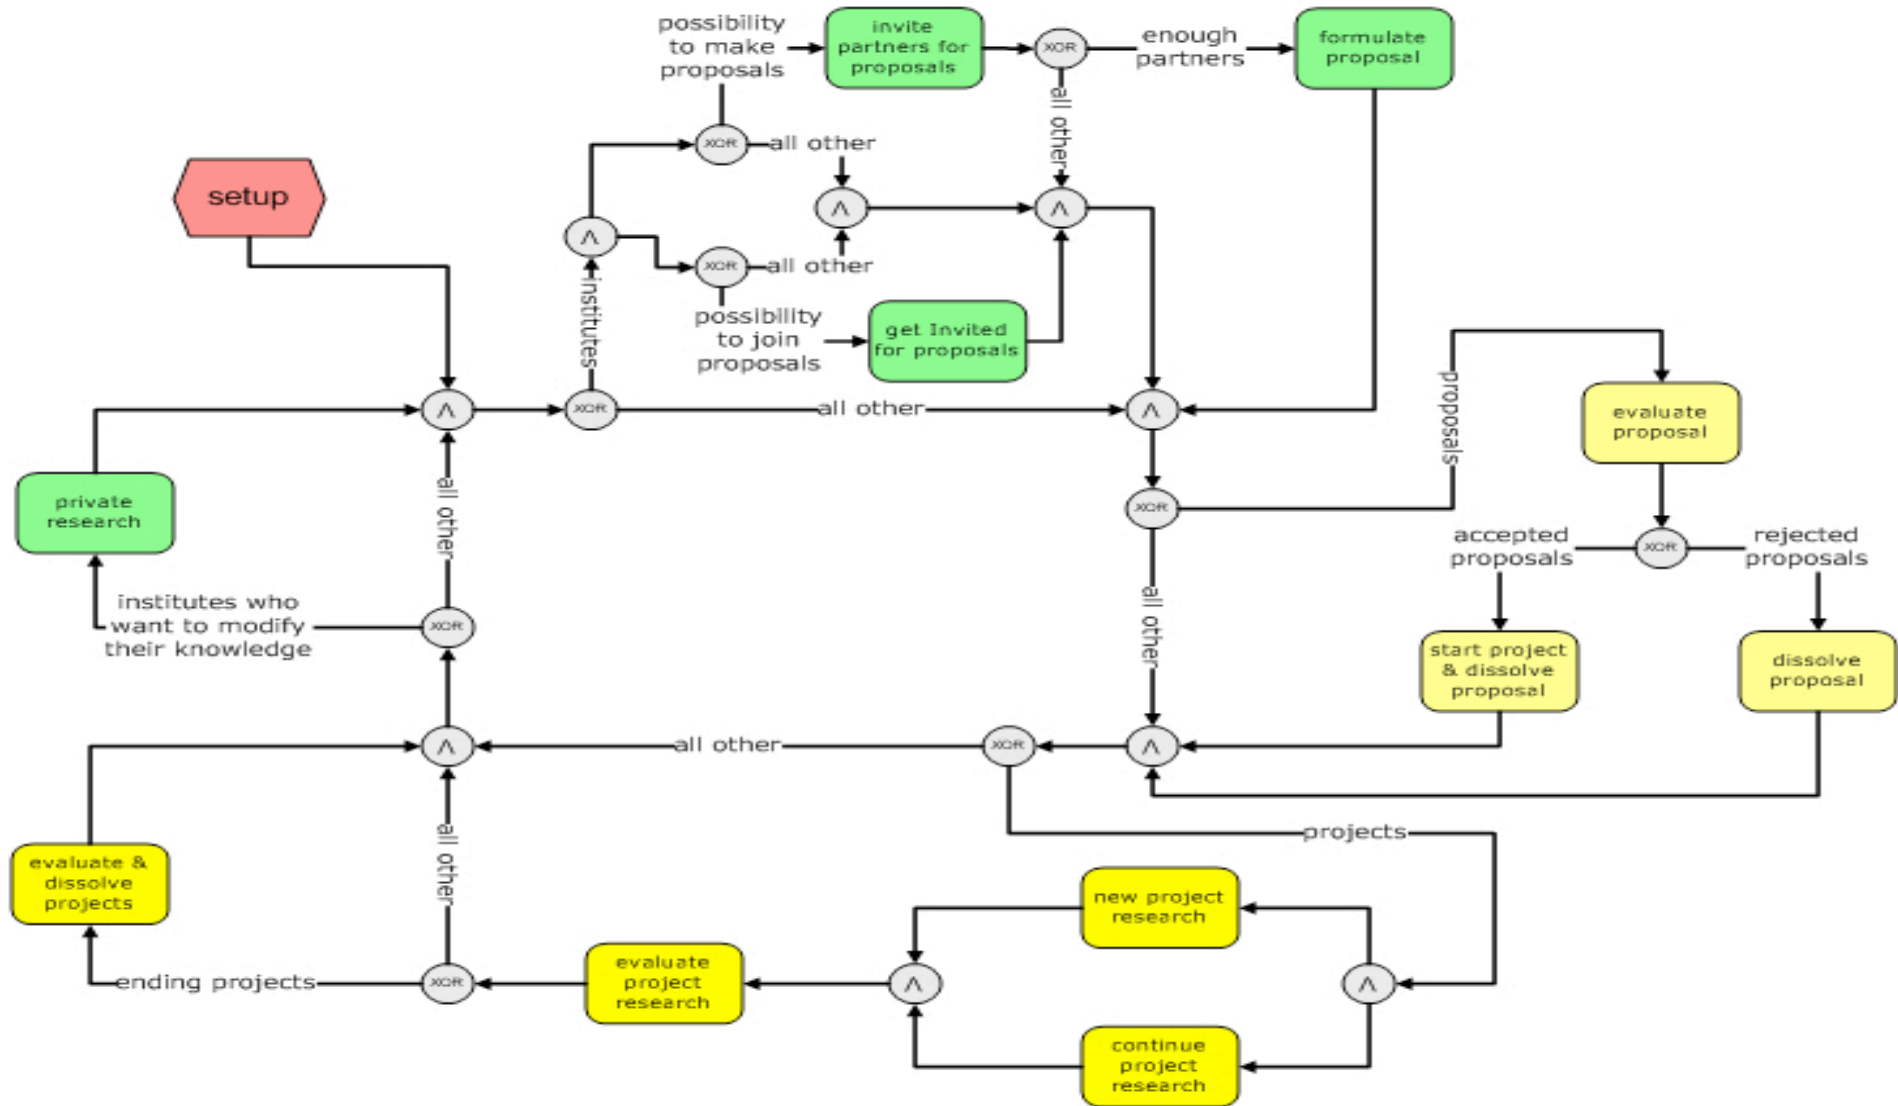 possibility
to make
proposals
invite
partners for
proposals
XOR
enough
partners
formulate
proposal
all other
XOR
all other
setup
Λ
Λ
Λ
XOR
all other
institutes
possibility
to join
proposals
get Invited
for proposals
Λ
XOR
all other
Λ
proposals
evaluate
proposal
private
research
all other
XOR
accepted
proposals
XOR
rejected
proposals
institutes who
want to modify
their knowledge
XOR
all other
start project
& dissolve
proposal
dissolve
proposal
Λ
all other
XOR
Λ
projects
evaluate &
dissolve
projects
all other
new project
research
ending projects
XOR
evaluate
project
research
Λ
Λ
continue
project
research